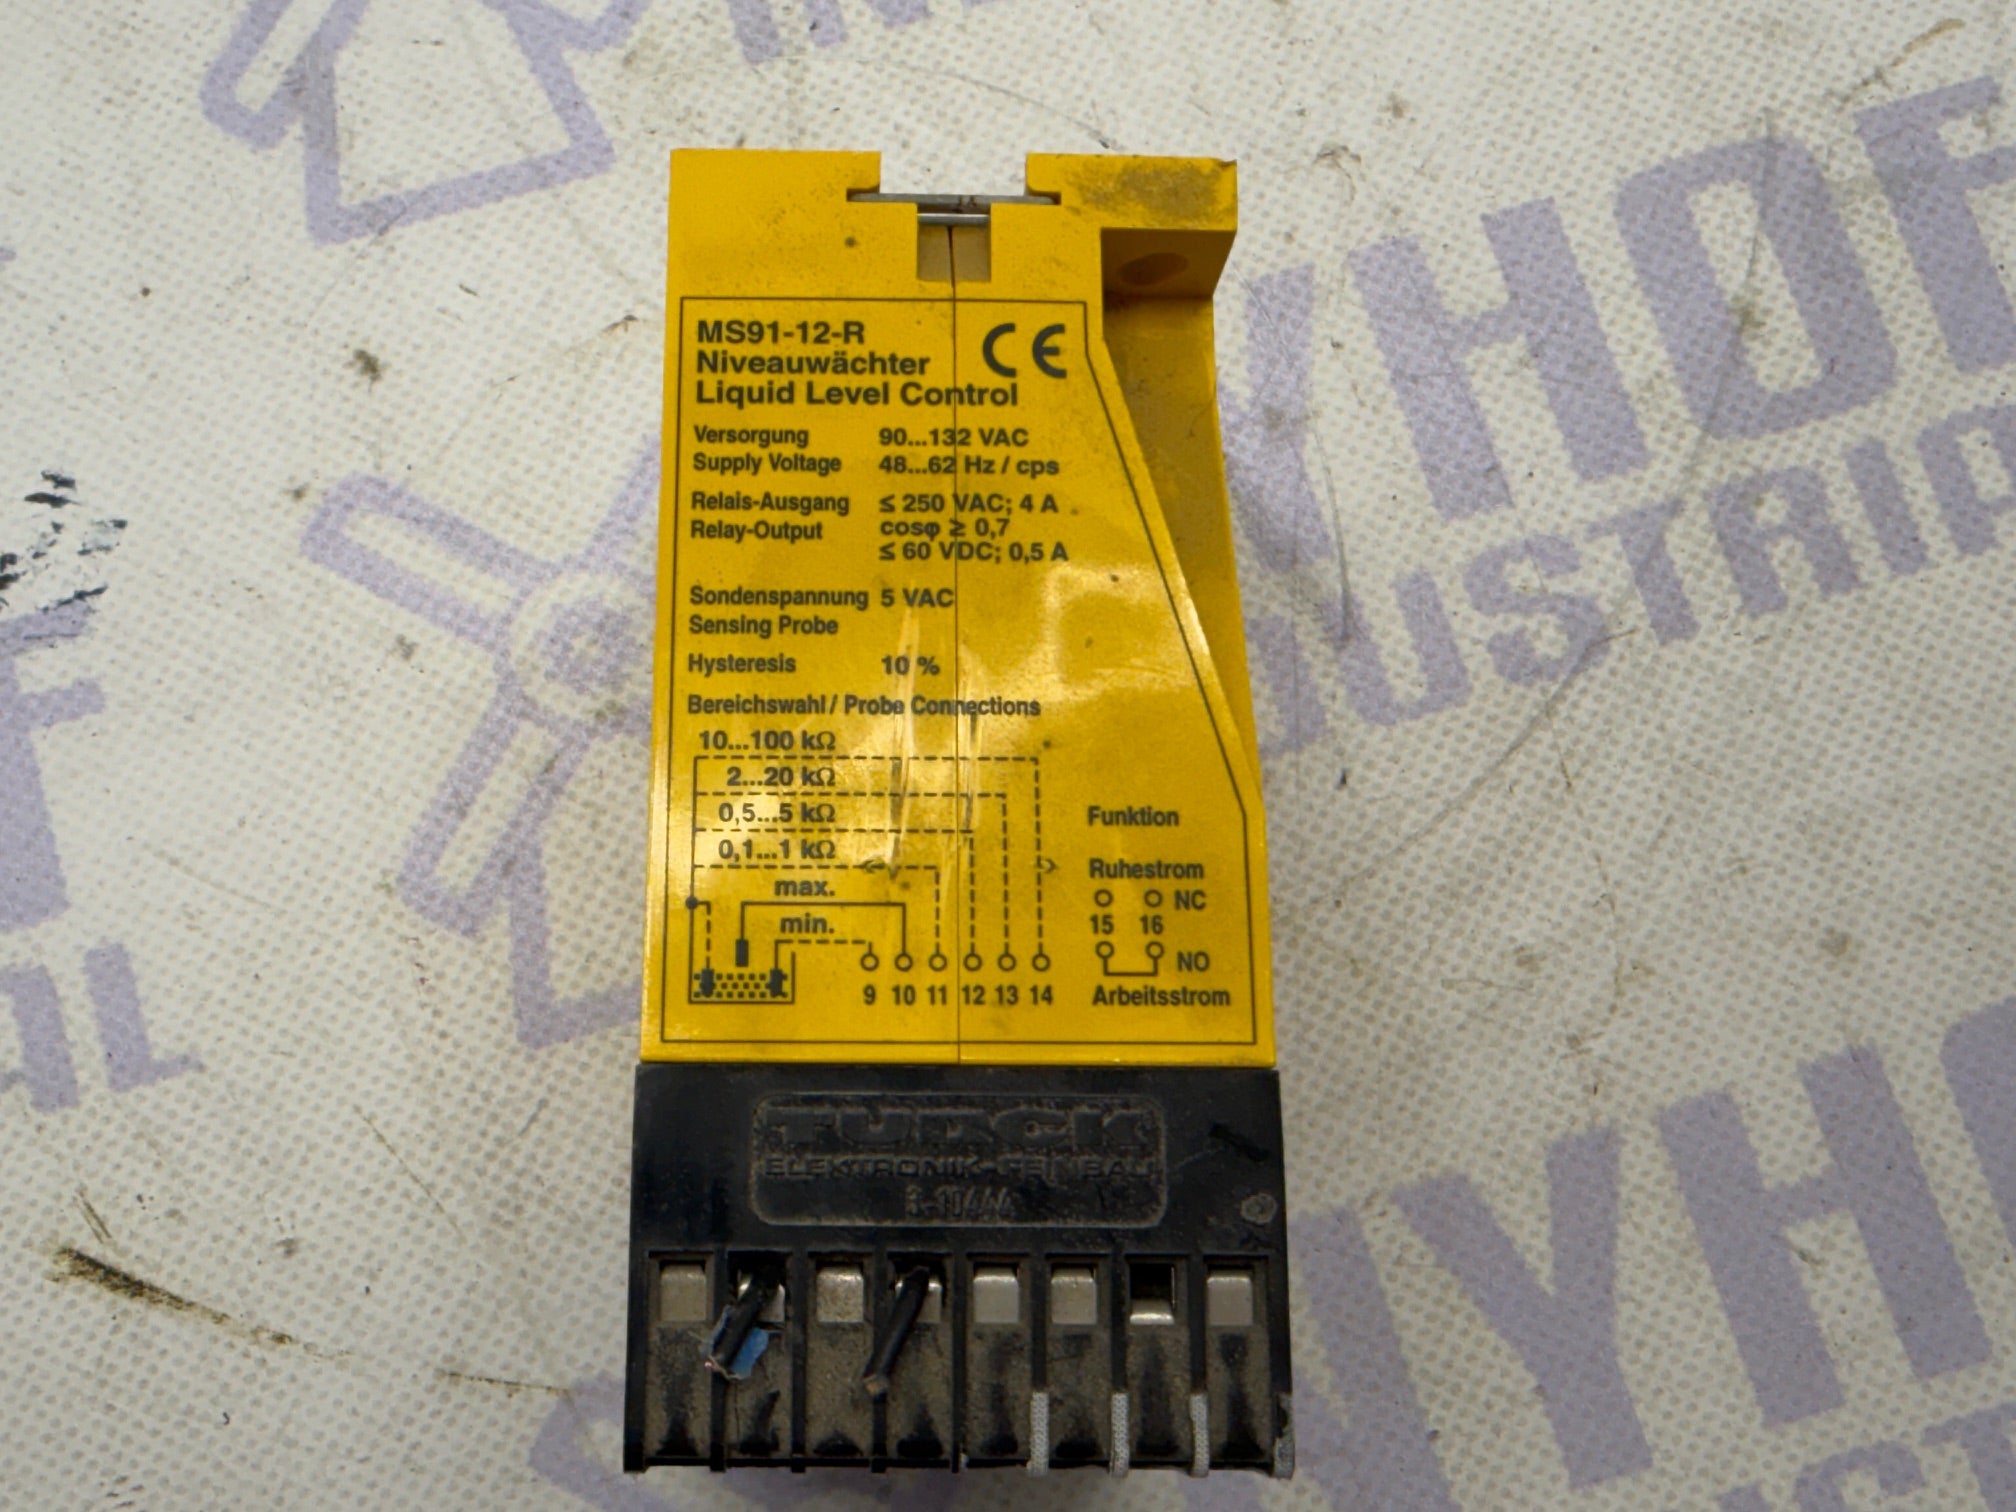 MS91-12-R
Niveauwächter
Liquid Level Control
CE
Versorgung 90...132 VAC
Supply Voltage 48...62 Hz / cps
Relais-Ausgang ≤ 250 VAC; 4 A
Relay-Output cosφ ≥ 0,7
≤ 60 VDC; 0,5 A
Sondenspannung 5 VAC
Sensing Probe
Hysteresis 10 %
Bereichswahl / Probe Connections
10...100 kΩ
2...20 kΩ
0,5...5 kΩ
0,1...1 kΩ
max.
min.
9 10 11 12 13 14
Funktion
Ruhestrom
NC
15 16
NO
Arbeitsstrom
TURCK
ELEKTRONIK-FEINBAU
NYHOF
INDUSTRIAL